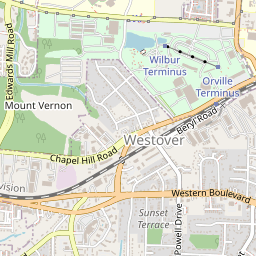 Wilbur
Terminus
Edwards Mill Road
Orville
Terminus
Mount Vernon
Beryl Road
Westover
Chapel Hill Road
vision
Western Boulevard
Sunset
Terrace
Powell Drive